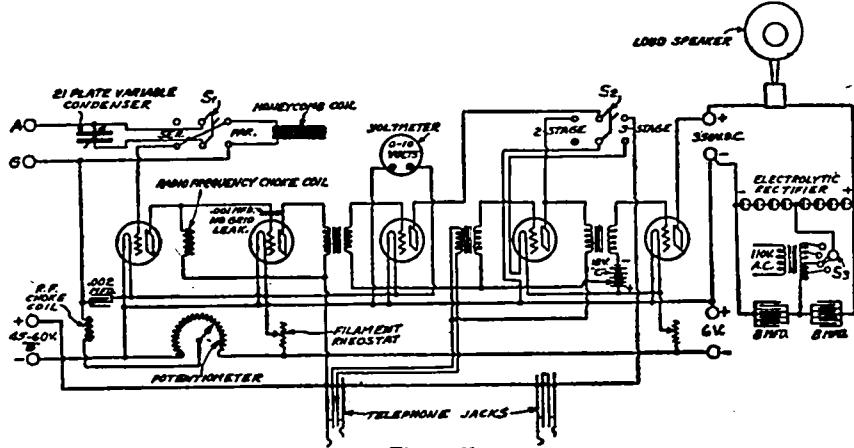 LOUD SPEAKER
21 PLATE VARIABLE
CONDENSER
S1
HONEYCOMB COIL
S2
A
SER.
PAR.
VOLTMETER
2-STAGE
3-STAGE
+
350V.D.C.
-
G
0-10
VOLTS
RADIO FREQUENCY CHOKE COIL
.001 MFD.
NO GRID
LEAK.
ELECTROLYTIC
- RECTIFIER +
110V.
A.C.
S3
.002
MFD.
R.F.
CHOKE
COIL
+
45-60V.
B
-
FILAMENT
RHEOSTAT
POTENTIOMETER
+
6V.
-
8 MFD.
8 MFD.
TELEPHONE JACKS